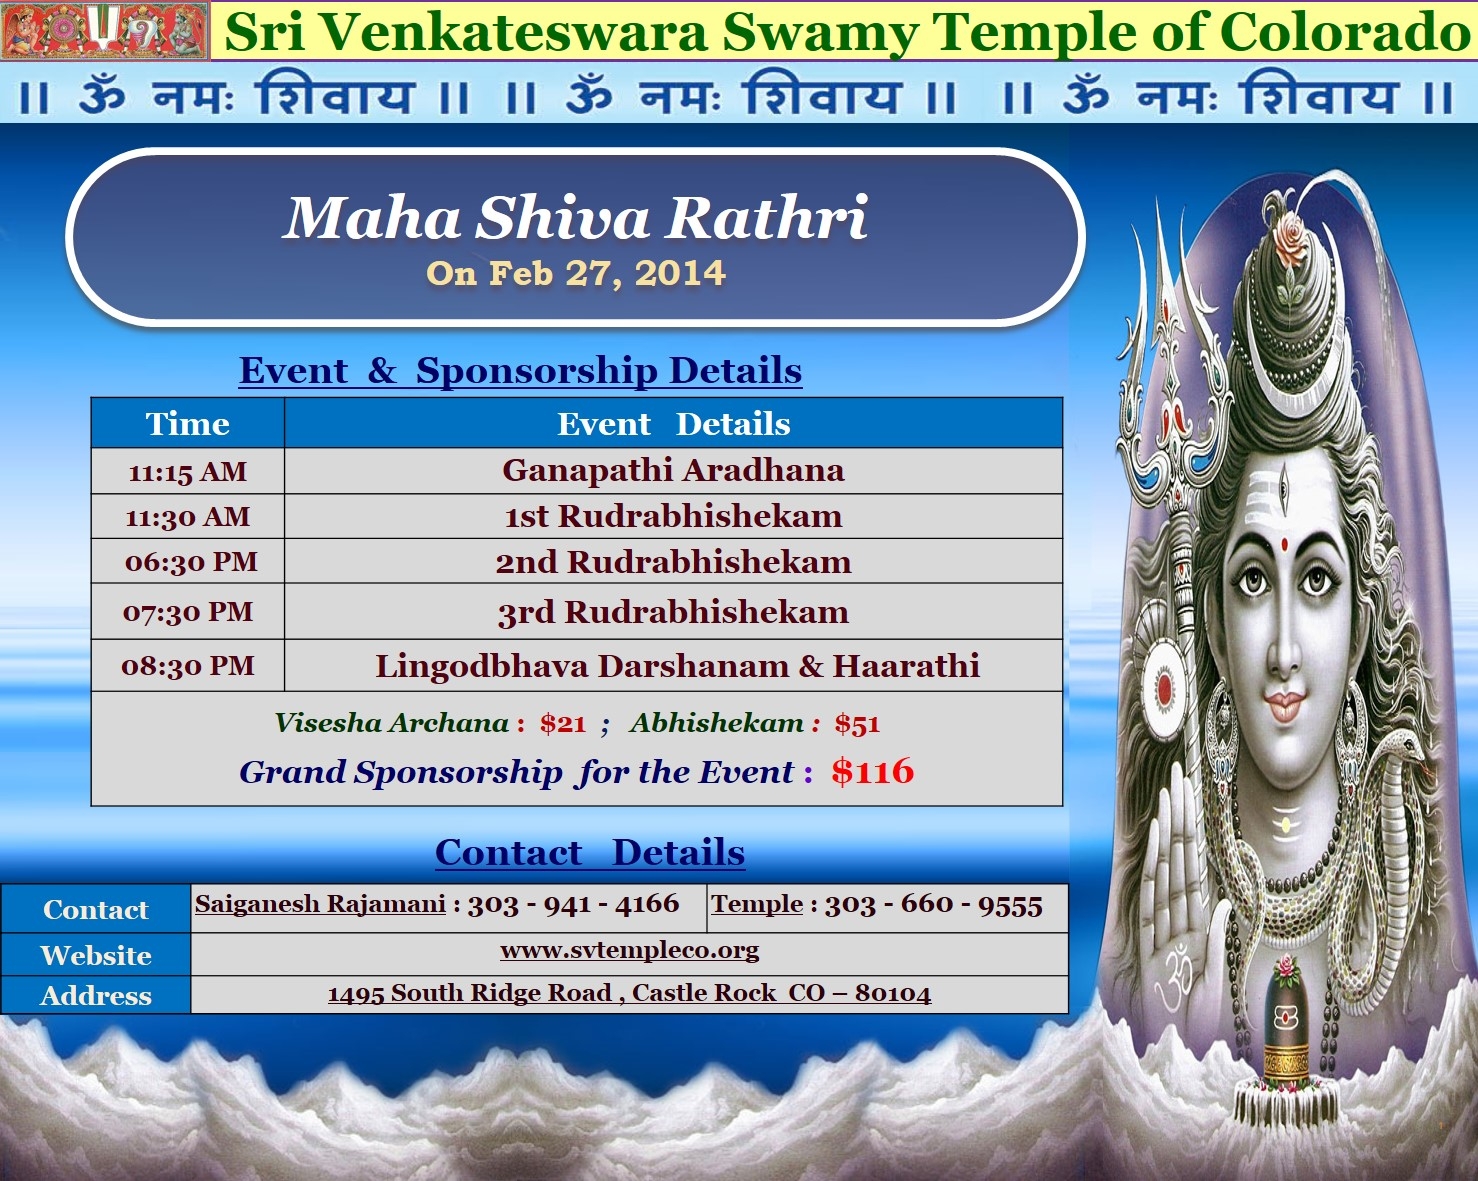 Sri Venkateswara Swamy Temple of Colorado
॥ ॐ नमः शिवाय ॥ ॥ ॐ नमः शिवाय ॥ ॥ ॐ नमः शिवाय ॥
Maha Shiva Rathri
On Feb 27, 2014
Event & Sponsorship Details
Time Event Details
11:15 AM Ganapathi Aradhana
11:30 AM 1st Rudrabhishekam
06:30 PM 2nd Rudrabhishekam
07:30 PM 3rd Rudrabhishekam
08:30 PM Lingodbhava Darshanam & Haarathi
Visesha Archana : $21 ; Abhishekam : $51
Grand Sponsorship for the Event : $116
Contact Details
Contact Saiganesh Rajamani : 303 - 941 - 4166 Temple : 303 - 660 - 9555
Website www.svtempleco.org
Address 1495 South Ridge Road , Castle Rock CO – 80104
ॐ